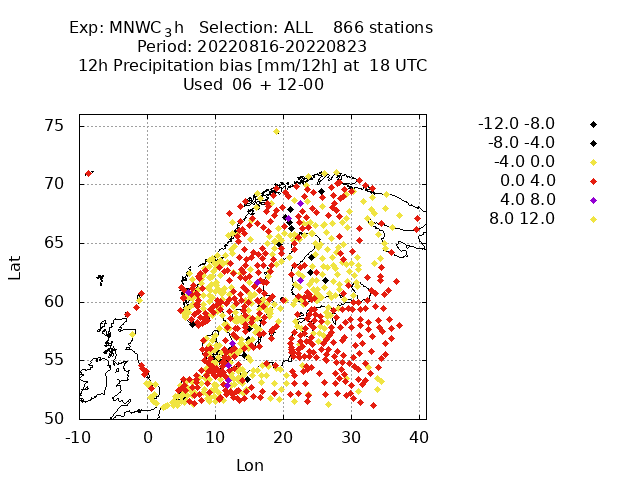 Exp: MNWC_3h   Selection: ALL    866 stations
Period: 20220816-20220823
12h Precipitation bias [mm/12h] at  18 UTC
Used  06 + 12-00
-12.0 -8.0
-8.0 -4.0
-4.0 0.0
0.0 4.0
4.0 8.0
8.0 12.0
75
70
65
60
55
50
Lat
-10 0 10 20 30 40
Lon